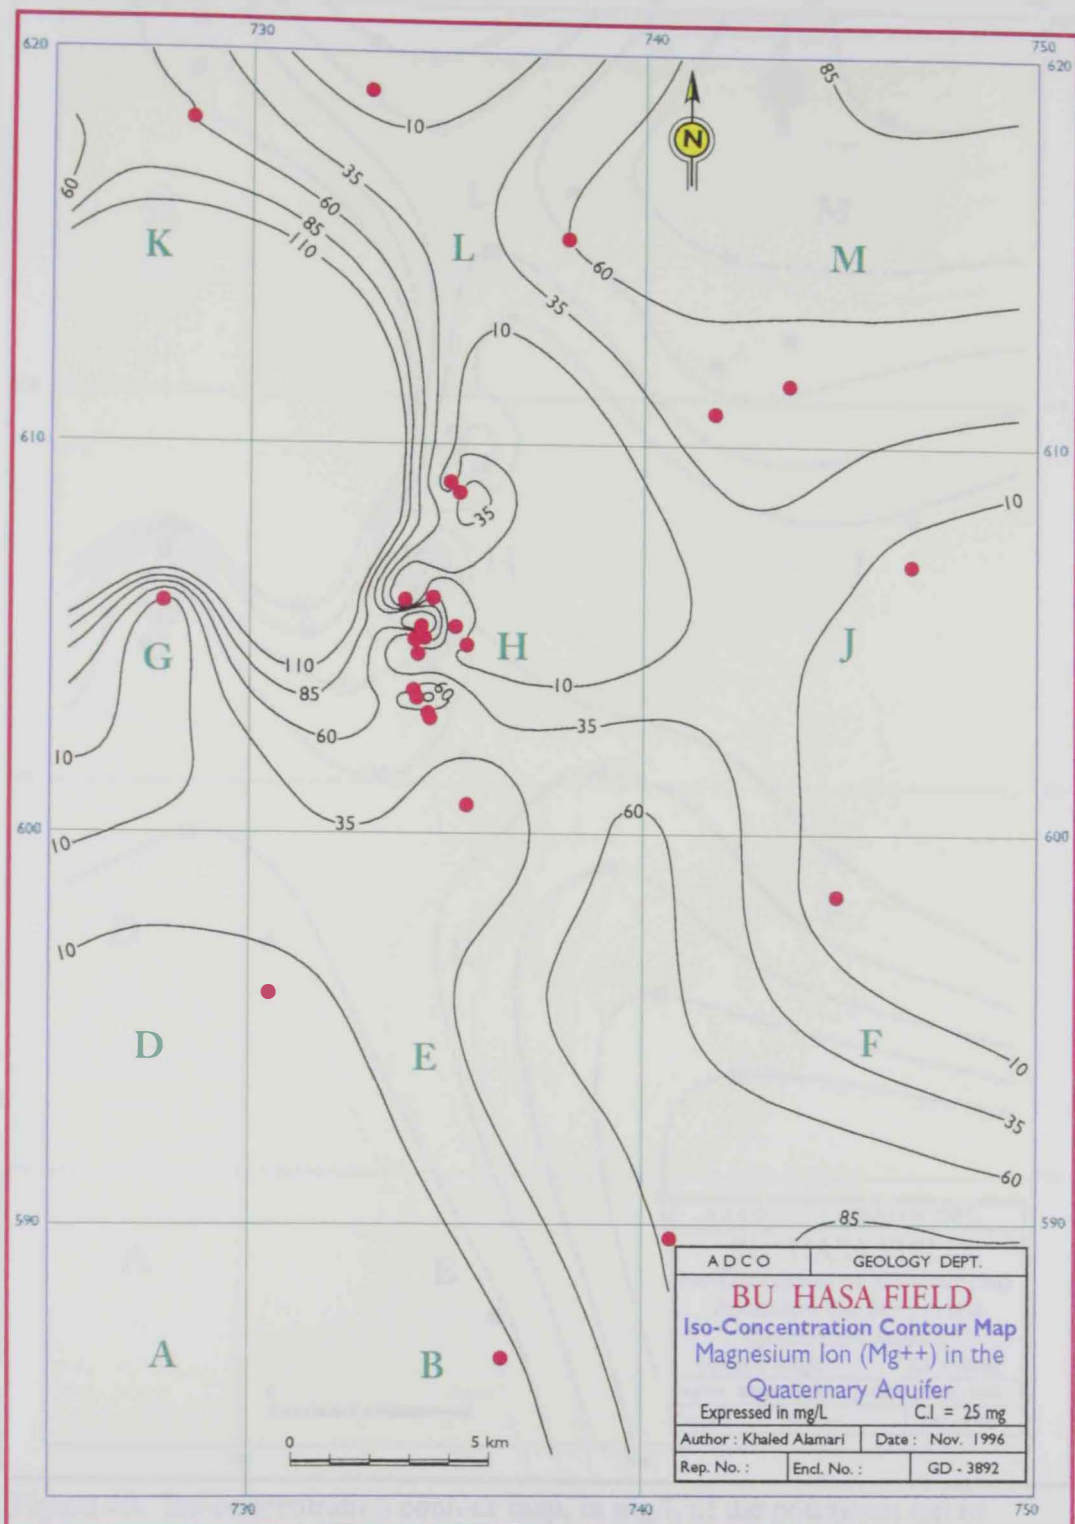 730
740
750
620
620
85
10
35
60
60
N
85
110
K
L
M
60
35
10
610
610
35
10
G
H
J
110
10
85
60
35
60
10
35
60
600
600
10
10
D
E
F
10
35
60
590
85
590
ADCO GEOLOGY DEPT.
BU HASA FIELD
Iso-Concentration Contour Map
Magnesium Ion (Mg++) in the
Quaternary Aquifer
Expressed in mg/L C.I = 25 mg
Author : Khaled Alamari Date : Nov. 1996
Rep. No. : Encl. No. : GD - 3892
A
B
0 5 km
730
740
750